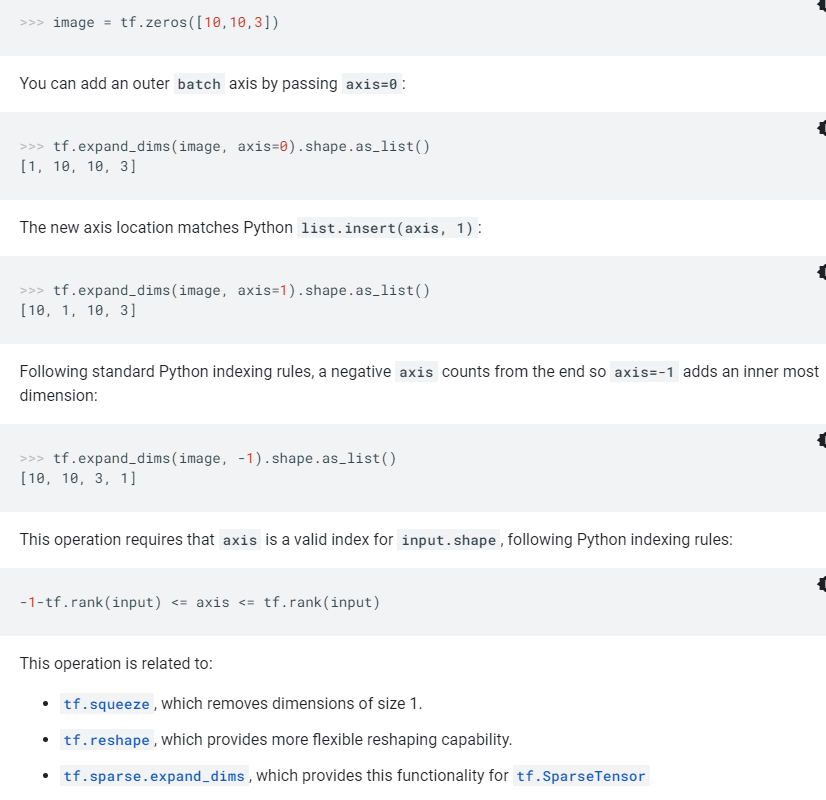 >>> image = tf.zeros([10,10,3])
You can add an outer batch axis by passing axis=0:
>>> tf.expand_dims(image, axis=0).shape.as_list()
[1, 10, 10, 3]
The new axis location matches Python list.insert(axis, 1):
>>> tf.expand_dims(image, axis=1).shape.as_list()
[10, 1, 10, 3]
Following standard Python indexing rules, a negative axis counts from the end so axis=-1 adds an inner most
dimension:
>>> tf.expand_dims(image, -1).shape.as_list()
[10, 10, 3, 1]
This operation requires that axis is a valid index for input.shape, following Python indexing rules:
-1-tf.rank(input) <= axis <= tf.rank(input)
This operation is related to:
• tf.squeeze, which removes dimensions of size 1.
• tf.reshape, which provides more flexible reshaping capability.
• tf.sparse.expand_dims, which provides this functionality for tf.SparseTensor